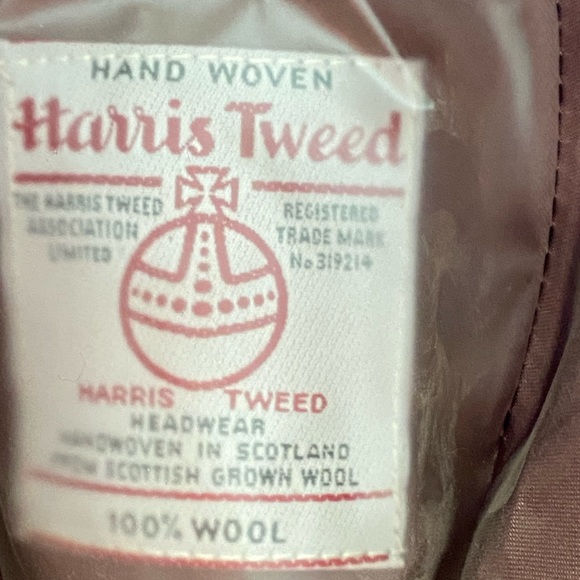 HAND WOVEN
Harris Tweed
THE HARRIS TWEED
ASSOCIATION
LIMITED
REGISTERED
TRADE MARK
No 319214
HARRIS TWEED
HEADWEAR
HANDWOVEN IN SCOTLAND
FROM SCOTTISH GROWN WOOL
100% WOOL